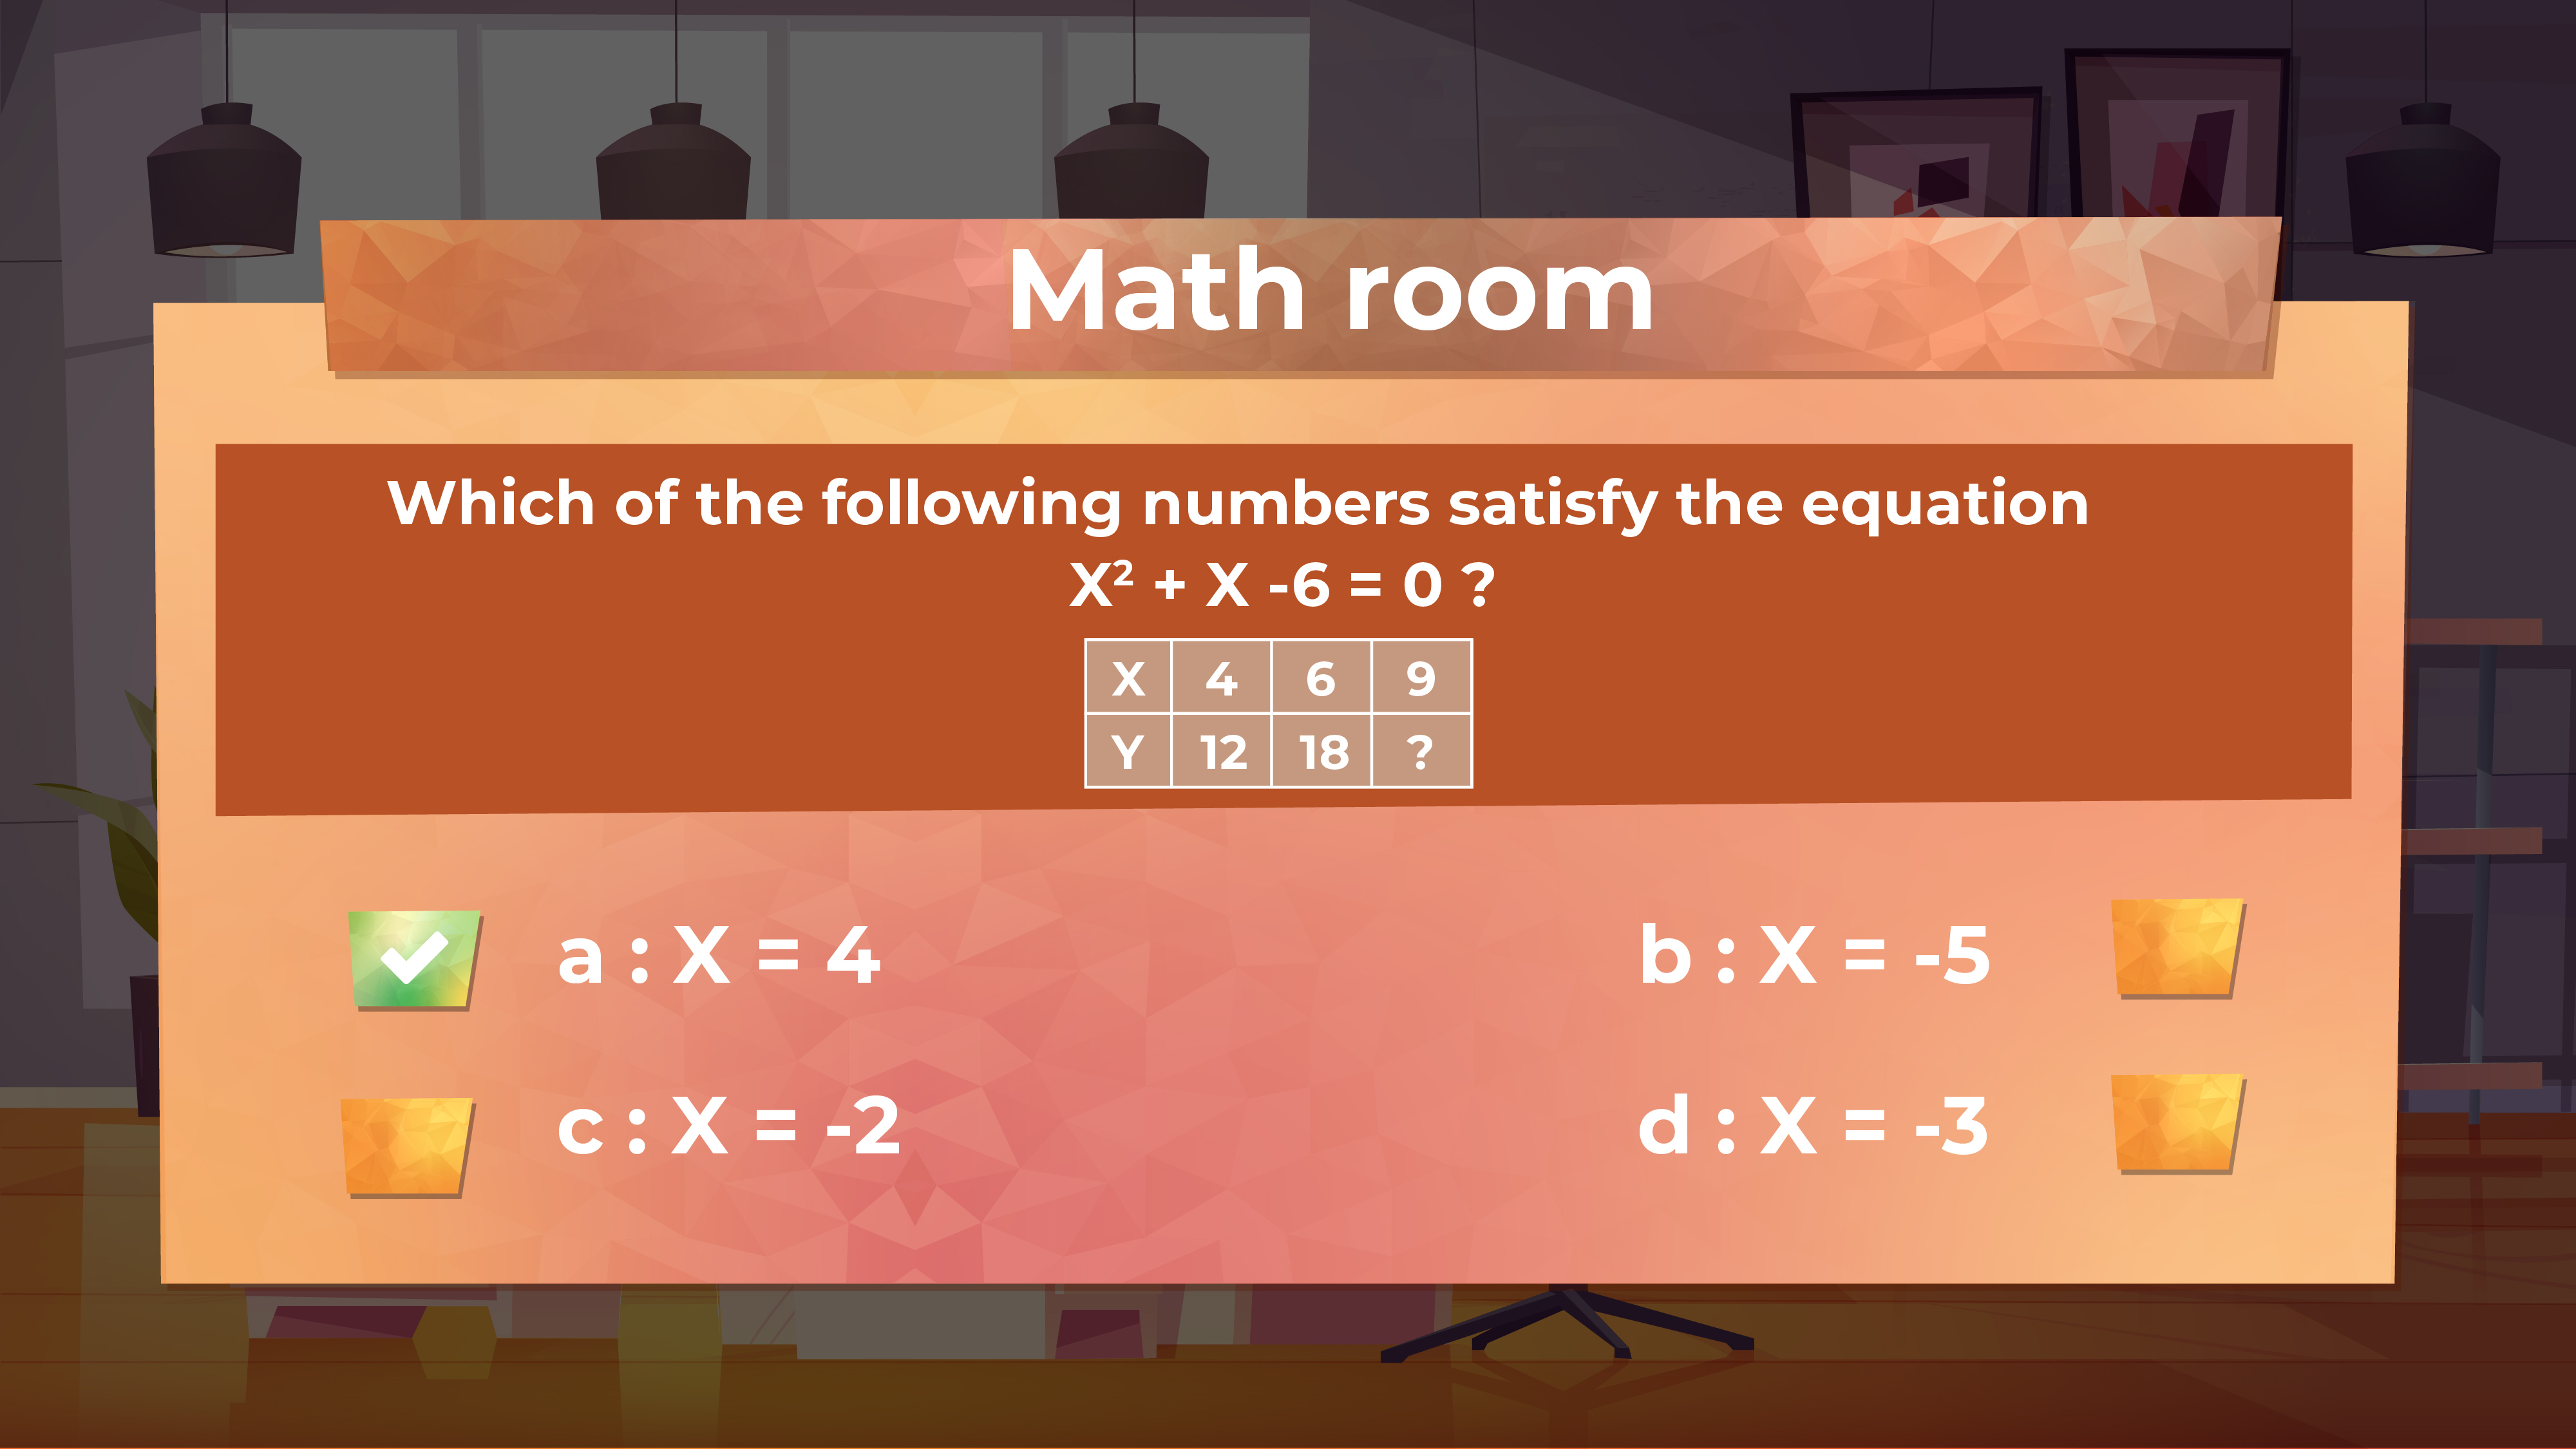 Math room
Which of the following numbers satisfy the equation
X² + X -6 = 0 ?
X 4 6 9
Y 12 18 ?
a : X = 4
b : X = -5
c : X = -2
d : X = -3